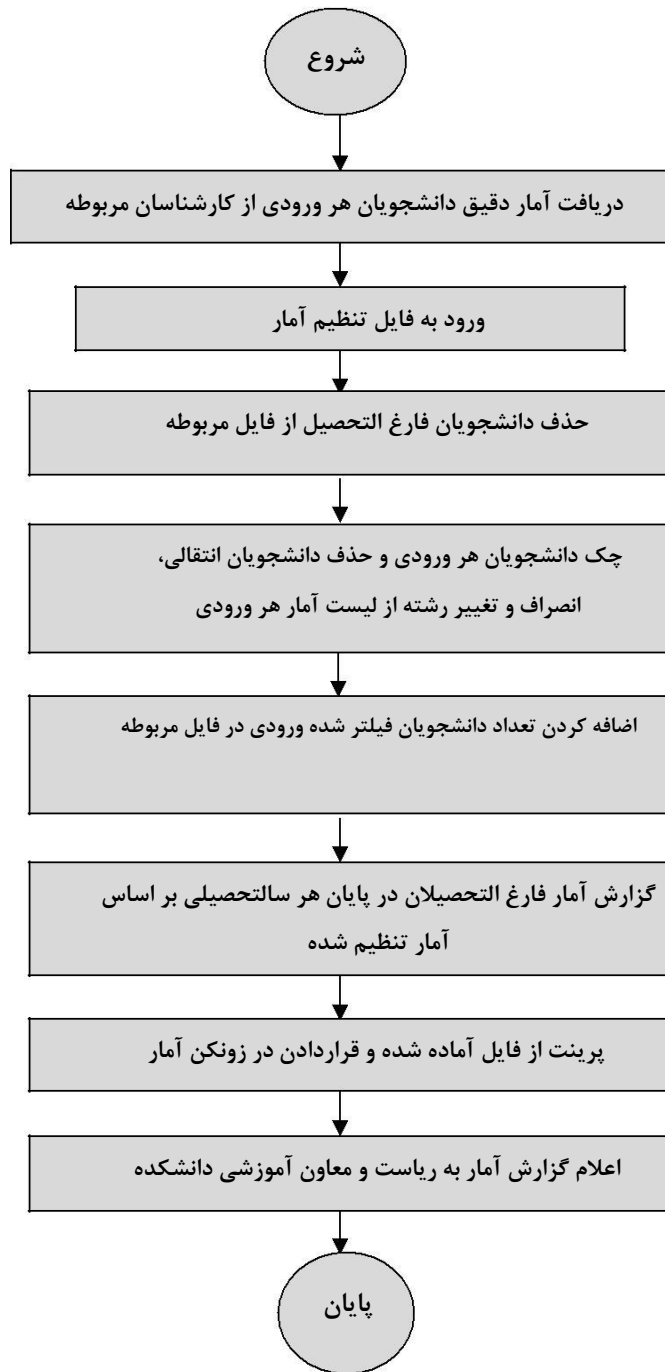 شروع
دریافت آمار دقیق دانشجویان هر ورودی از کارشناسان مربوطه
ورود به فایل تنظیم آمار
حذف دانشجویان فارغ التحصیل از فایل مربوطه
چک دانشجویان هر ورودی و حذف دانشجویان انتقالی،
انصراف و تغییر رشته از لیست آمار هر ورودی
اضافه کردن تعداد دانشجویان فیلتر شده ورودی در فایل مربوطه
گزارش آمار فارغ التحصیلان در پایان هر سالتحصیلی بر اساس
آمار تنظیم شده
پرینت از فایل آماده شده و قراردادن در زونکن آمار
اعلام گزارش آمار به ریاست و معاون آموزشی دانشکده
پایان